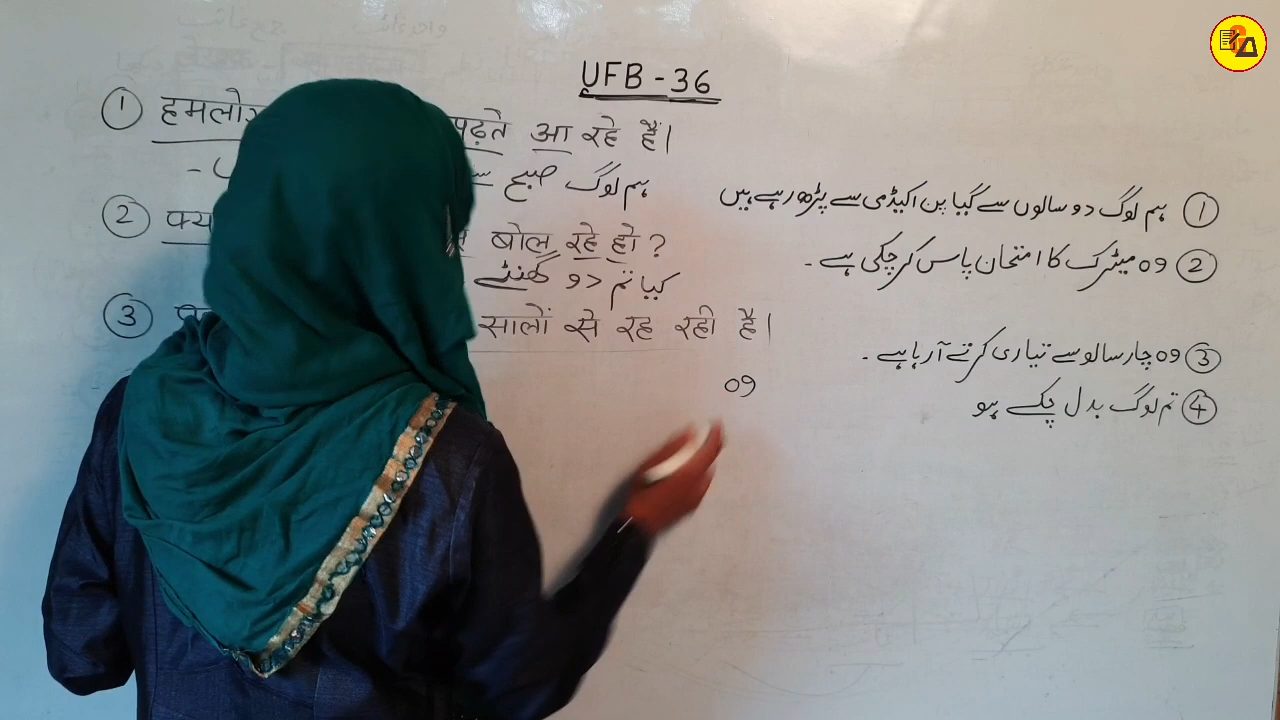 UFB - 36
① हमलो पढ़ते आ रहे हैं।
ہم لوگ صبح سے
② क्य बोल रहे हो?
کیا تم دو گھنٹے
③ सालों से रह रही है।
وہ
① ہم لوگ دو سالوں سے گیا پن اکیڈمی سے پڑھ رہے ہیں
② وہ میٹرک کا امتحان پاس کر چکی ہے۔
③ وہ چار سالو سے تیاری کرتے آ رہا ہے۔
④ تم لوگ بدل چکے ہو